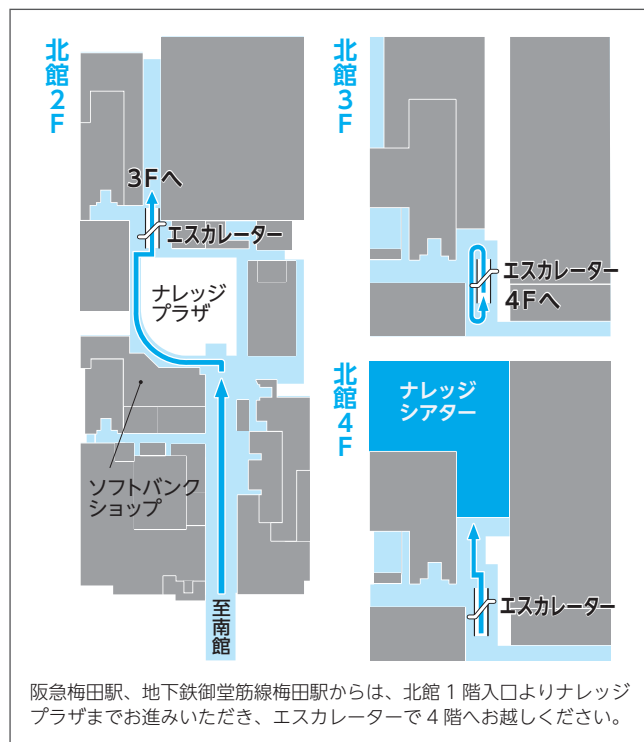 北館2F
3Fへ
エスカレーター
ナレッジ
プラザ
ソフトバンク
ショップ
至南館
北館3F
エスカレーター
4Fへ
北館4F
ナレッジ
シアター
エスカレーター
阪急梅田駅、地下鉄御堂筋線梅田駅からは、北館 1 階入口よりナレッジ
プラザまでお進みいただき、エスカレーターで 4 階へお越しください。